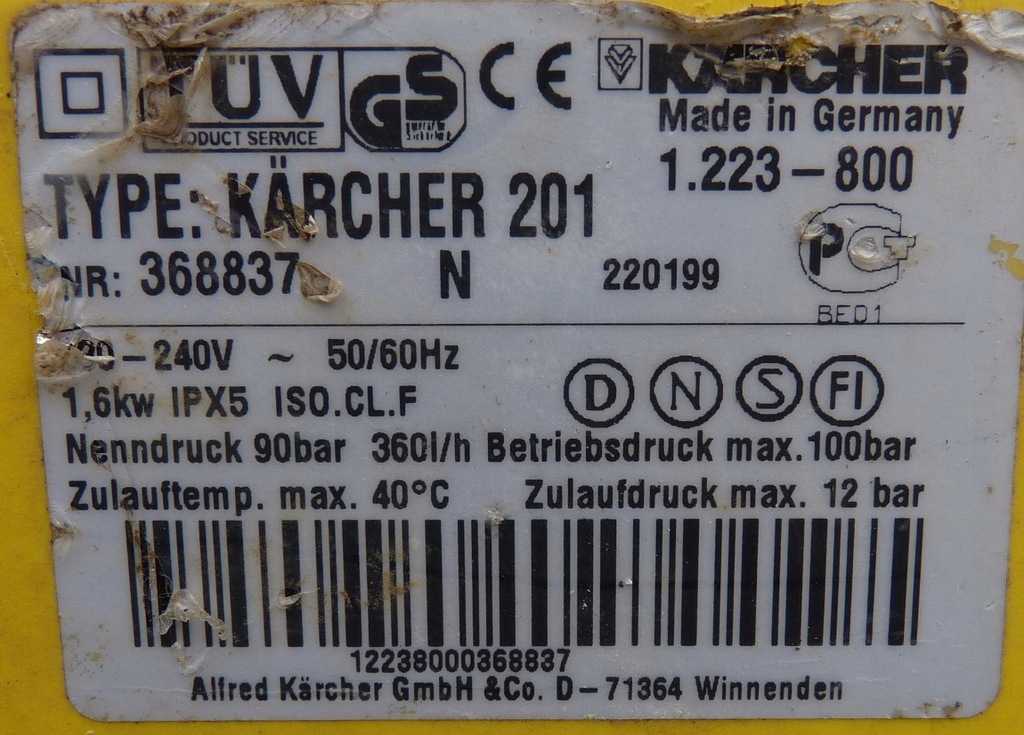 ÜV GS CE KÄRCHER
PRODUCT SERVICE
Made in Germany
1.223-800
TYPE: KÄRCHER 201
NR: 368837 N 220199
BE01
-240V ~ 50/60Hz
1,6kw IPX5 ISO.CL.F
D N S FI
Nenndruck 90bar 360l/h Betriebsdruck max.100bar
Zulauftemp. max. 40°C Zulaufdruck max. 12 bar
12238000368837
Alfred Kärcher GmbH &Co. D-71364 Winnenden